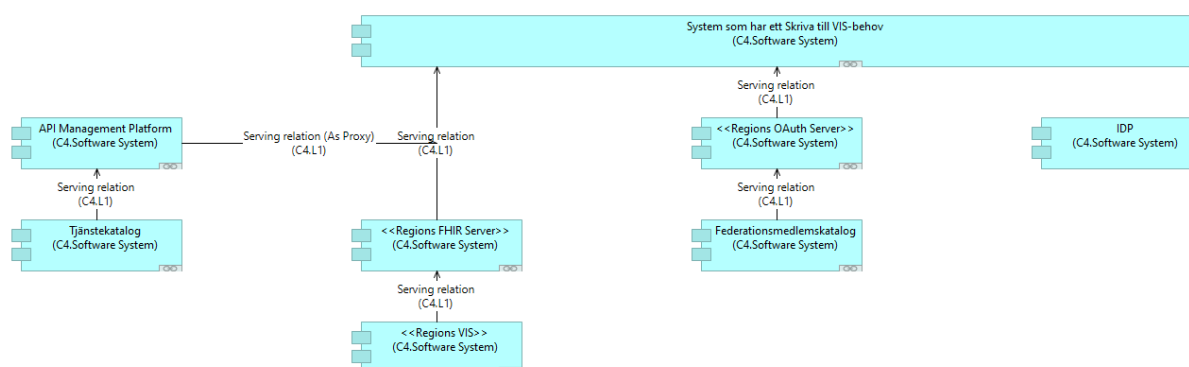 System som har ett Skriva till VIS-behov
(C4.Software System)
Serving relation
(C4.L1)
API Management Platform
(C4.Software System)
Serving relation (As Proxy)
(C4.L1)
Serving relation
(C4.L1)
<<Regions OAuth Server>>
(C4.Software System)
IDP
(C4.Software System)
Serving relation
(C4.L1)
Serving relation
(C4.L1)
Tjänstekatalog
(C4.Software System)
<<Regions FHIR Server>>
(C4.Software System)
Federationsmedlemskatalog
(C4.Software System)
Serving relation
(C4.L1)
<<Regions VIS>>
(C4.Software System)